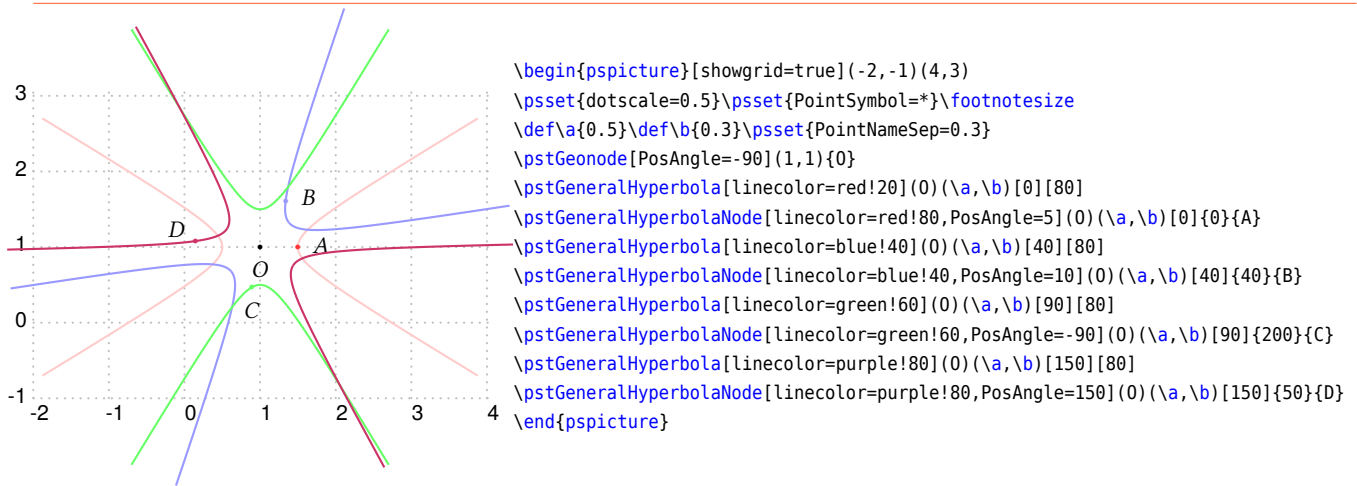 3
2
1
0
-1
-2 -1 0 1 2 3 4
A
B
C
D
O
\begin{pspicture}[showgrid=true](-2,-1)(4,3)
\psset{dotscale=0.5}\psset{PointSymbol=*}\footnotesize
\def\a{0.5}\def\b{0.3}\psset{PointNameSep=0.3}
\pstGeonode[PosAngle=-90](1,1){O}
\pstGeneralHyperbola[linecolor=red!20](O)(\a,\b)[0][80]
\pstGeneralHyperbolaNode[linecolor=red!80,PosAngle=5](O)(\a,\b)[0]{0}{A}
\pstGeneralHyperbola[linecolor=blue!40](O)(\a,\b)[40][80]
\pstGeneralHyperbolaNode[linecolor=blue!40,PosAngle=10](O)(\a,\b)[40]{40}{B}
\pstGeneralHyperbola[linecolor=green!60](O)(\a,\b)[90][80]
\pstGeneralHyperbolaNode[linecolor=green!60,PosAngle=-90](O)(\a,\b)[90]{200}{C}
\pstGeneralHyperbola[linecolor=purple!80](O)(\a,\b)[150][80]
\pstGeneralHyperbolaNode[linecolor=purple!80,PosAngle=150](O)(\a,\b)[150]{50}{D}
\end{pspicture}